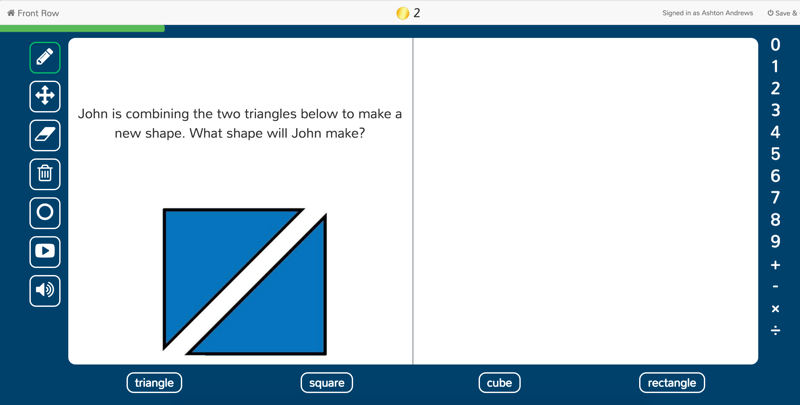 Front Row
2
Signed in as Ashton Andrews
Save &
John is combining the two triangles below to make a
new shape. What shape will John make?
0
1
2
3
4
5
6
7
8
9
+
-
×
÷
triangle
square
cube
rectangle